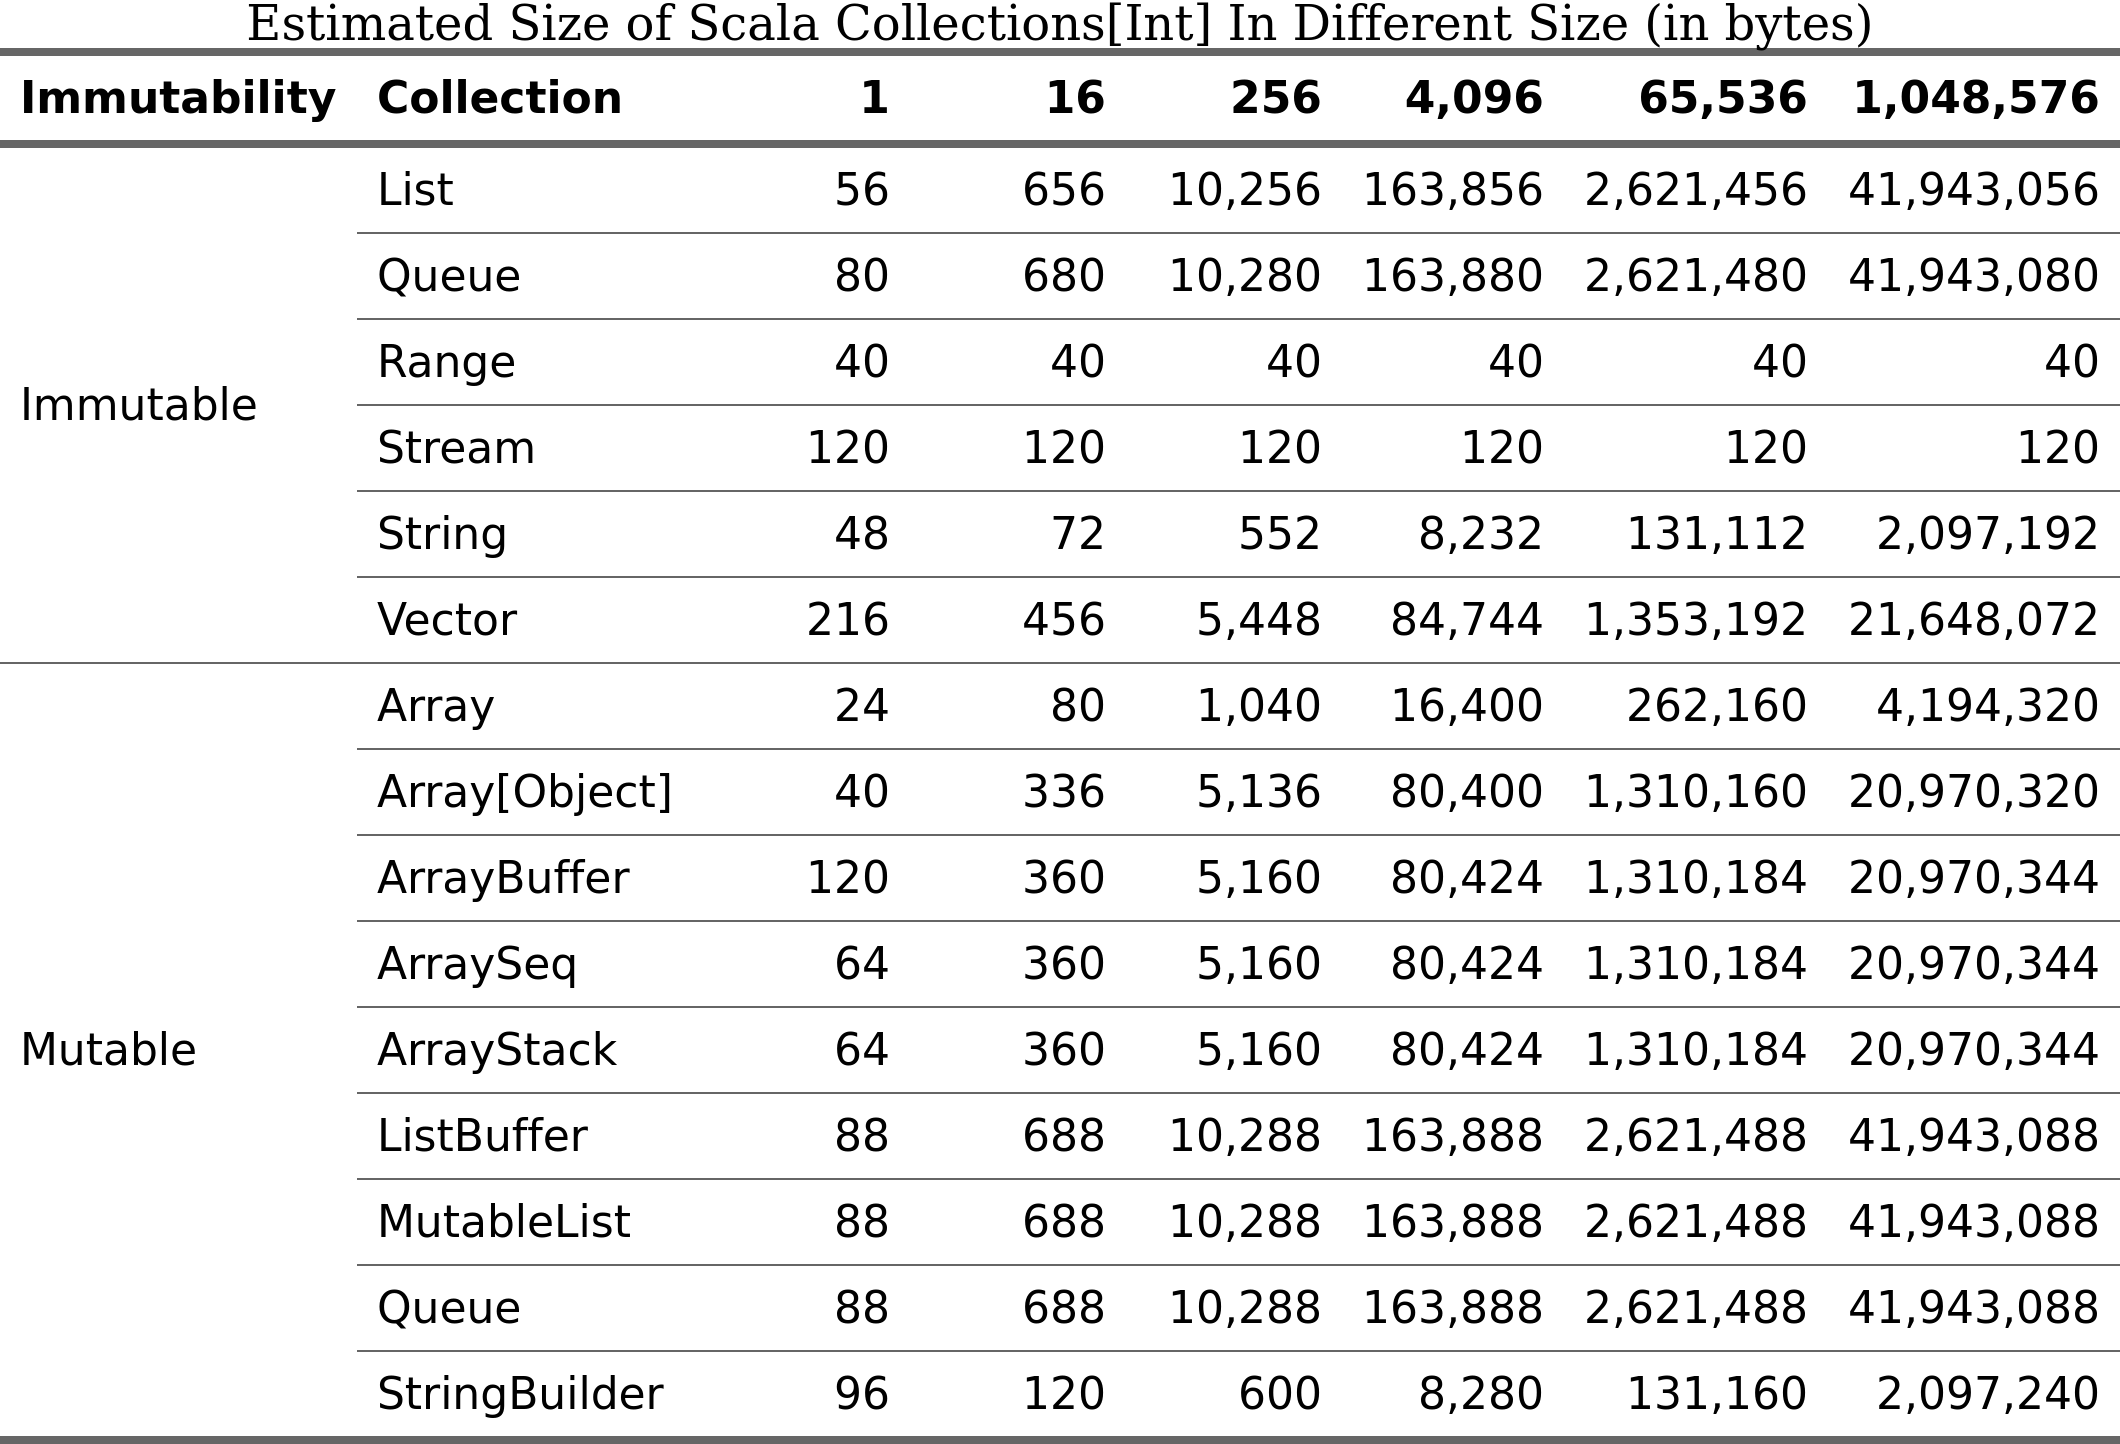 Estimated Size of Scala Collections[Int] In Different Size (in bytes)
Immutability Collection 1 16 256 4,096 65,536 1,048,576
List 56 656 10,256 163,856 2,621,456 41,943,056
Queue 80 680 10,280 163,880 2,621,480 41,943,080
Range 40 40 40 40 40 40
Immutable
Stream 120 120 120 120 120 120
String 48 72 552 8,232 131,112 2,097,192
Vector 216 456 5,448 84,744 1,353,192 21,648,072
Array 24 80 1,040 16,400 262,160 4,194,320
Array[Object] 40 336 5,136 80,400 1,310,160 20,970,320
ArrayBuffer 120 360 5,160 80,424 1,310,184 20,970,344
ArraySeq 64 360 5,160 80,424 1,310,184 20,970,344
Mutable ArrayStack 64 360 5,160 80,424 1,310,184 20,970,344
ListBuffer 88 688 10,288 163,888 2,621,488 41,943,088
MutableList 88 688 10,288 163,888 2,621,488 41,943,088
Queue 88 688 10,288 163,888 2,621,488 41,943,088
StringBuilder 96 120 600 8,280 131,160 2,097,240